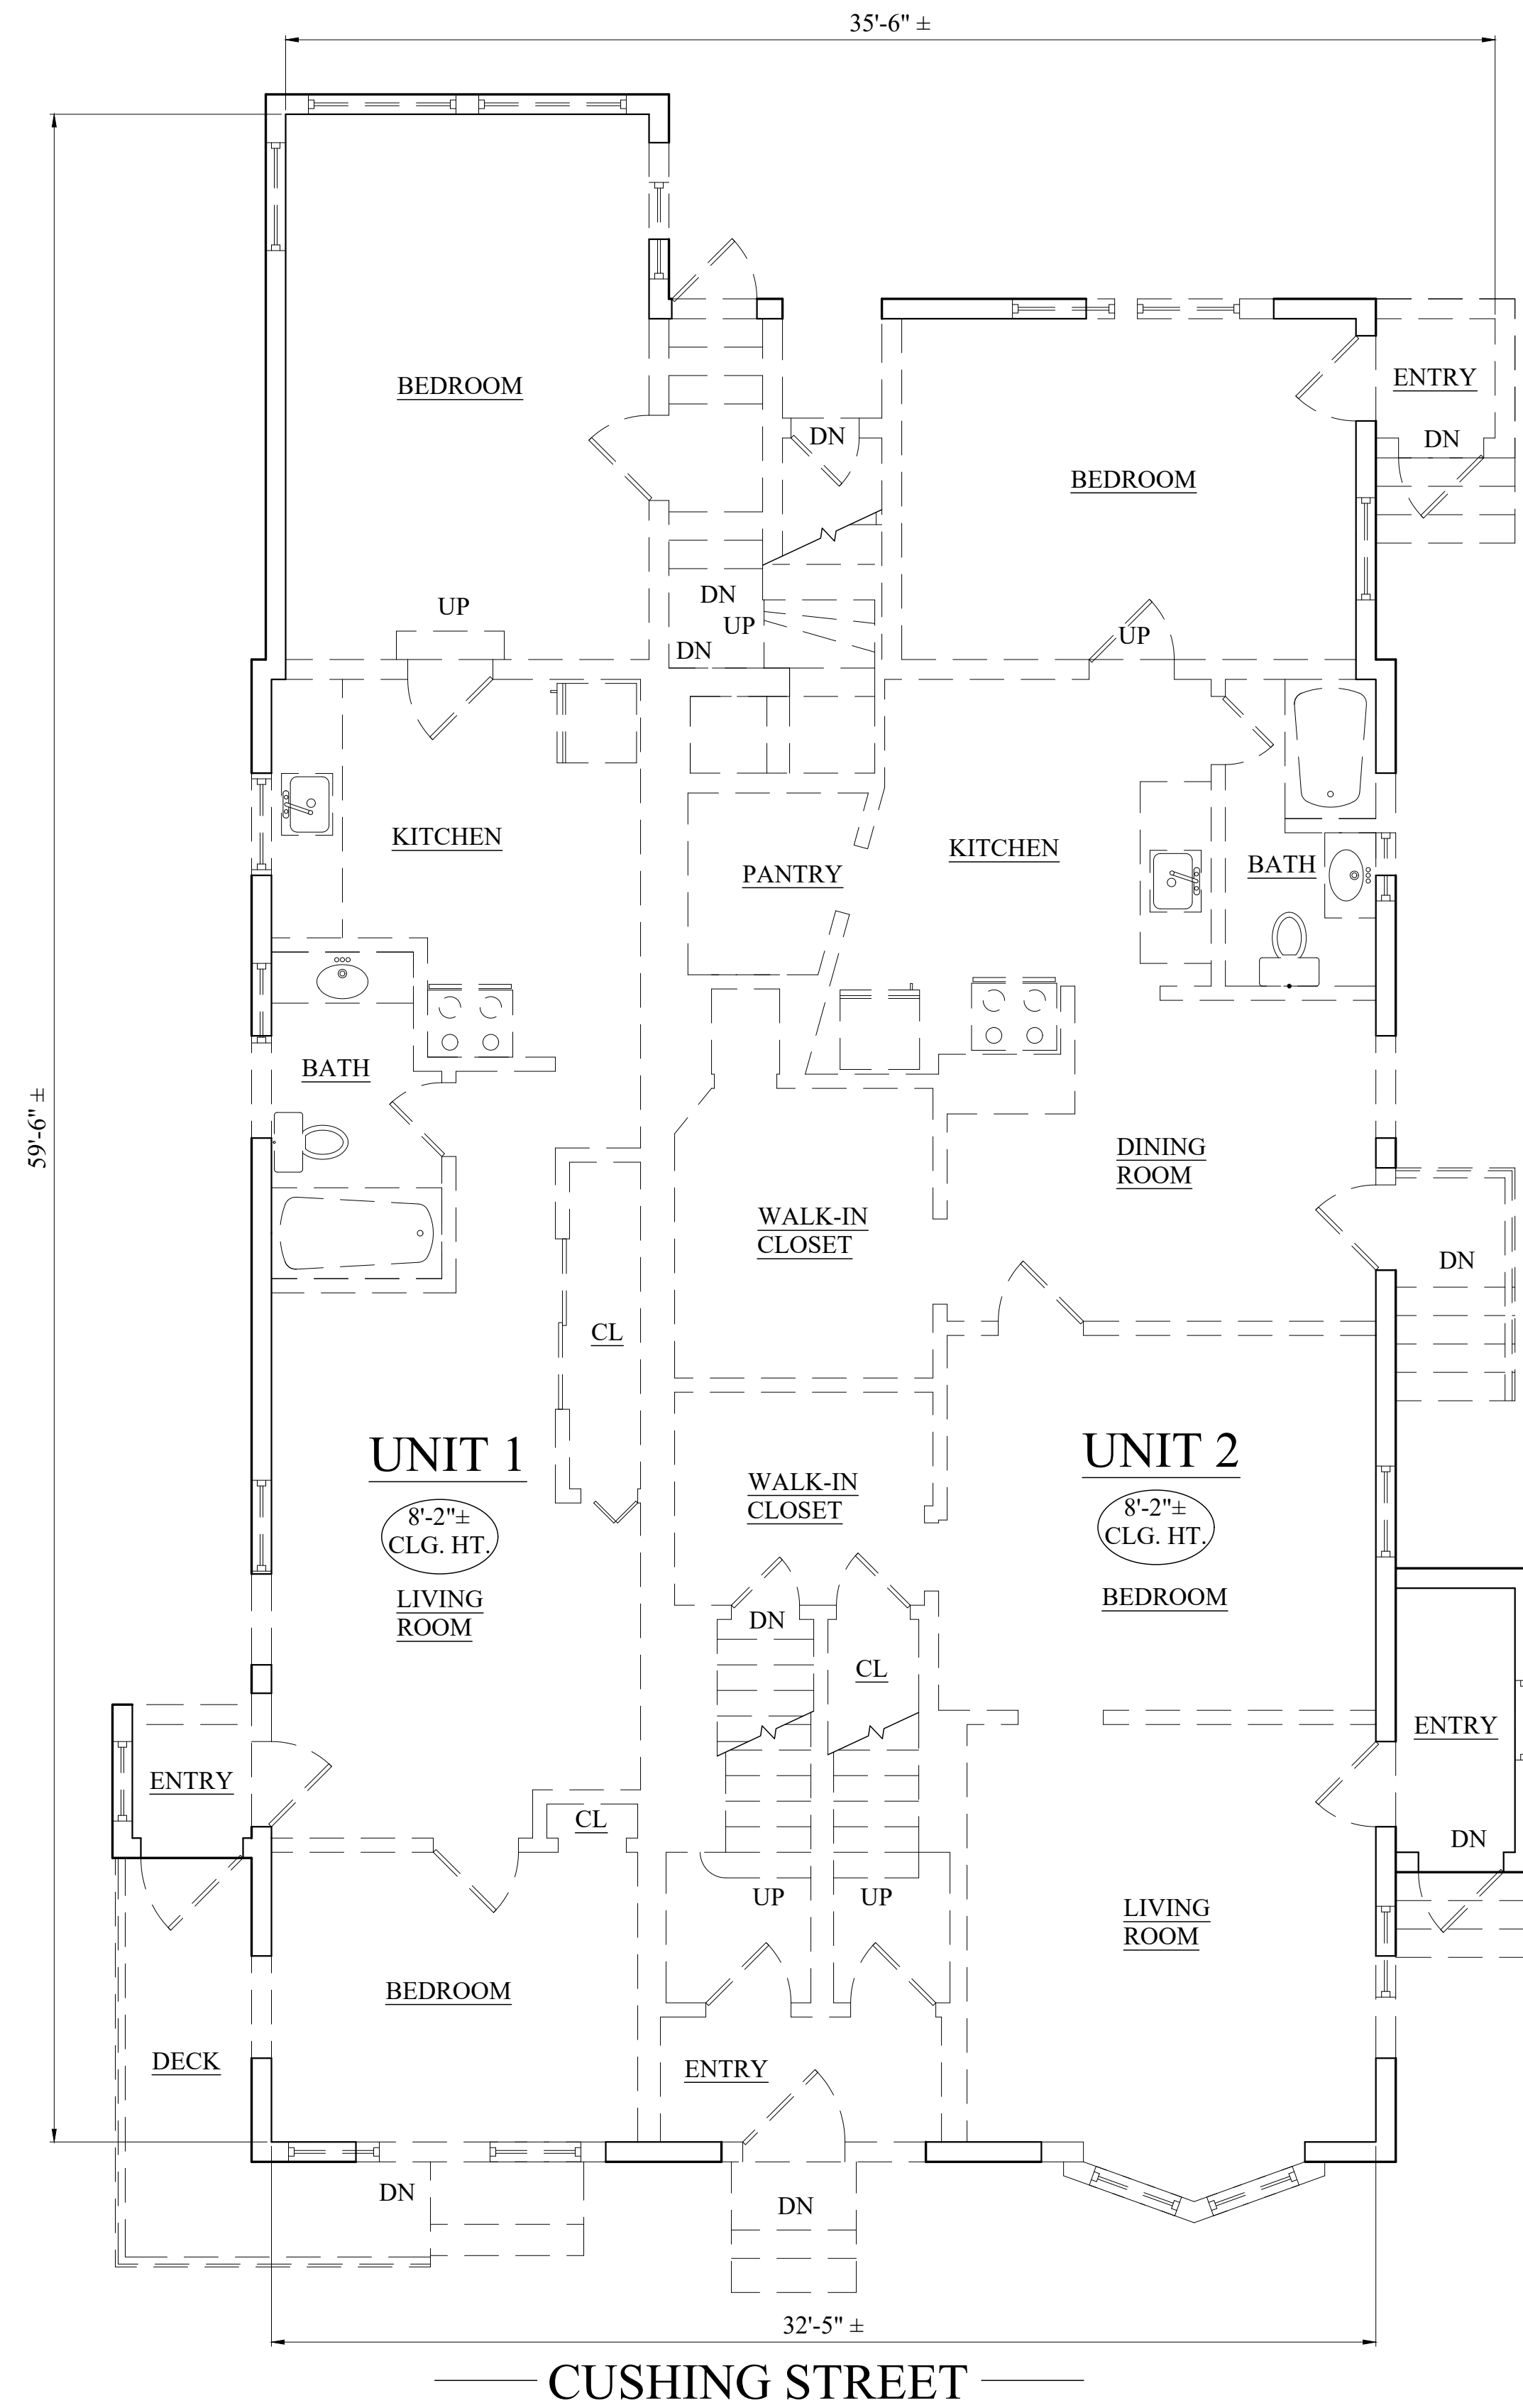 35'-6" ±
BEDROOM
ENTRY
DN
DN
BEDROOM
DN
UP
UP
UP
DN
KITCHEN
KITCHEN
PANTRY
BATH
BATH
59'-6" ±
DINING
ROOM
WALK-IN
CLOSET
DN
CL
UNIT 1
UNIT 2
WALK-IN
CLOSET
8'-2"±
CLG. HT.
8'-2"±
CLG. HT.
LIVING
ROOM
BEDROOM
DN
CL
ENTRY
ENTRY
CL
DN
UP
UP
LIVING
ROOM
BEDROOM
DECK
ENTRY
DN
DN
32'-5" ±
CUSHING STREET